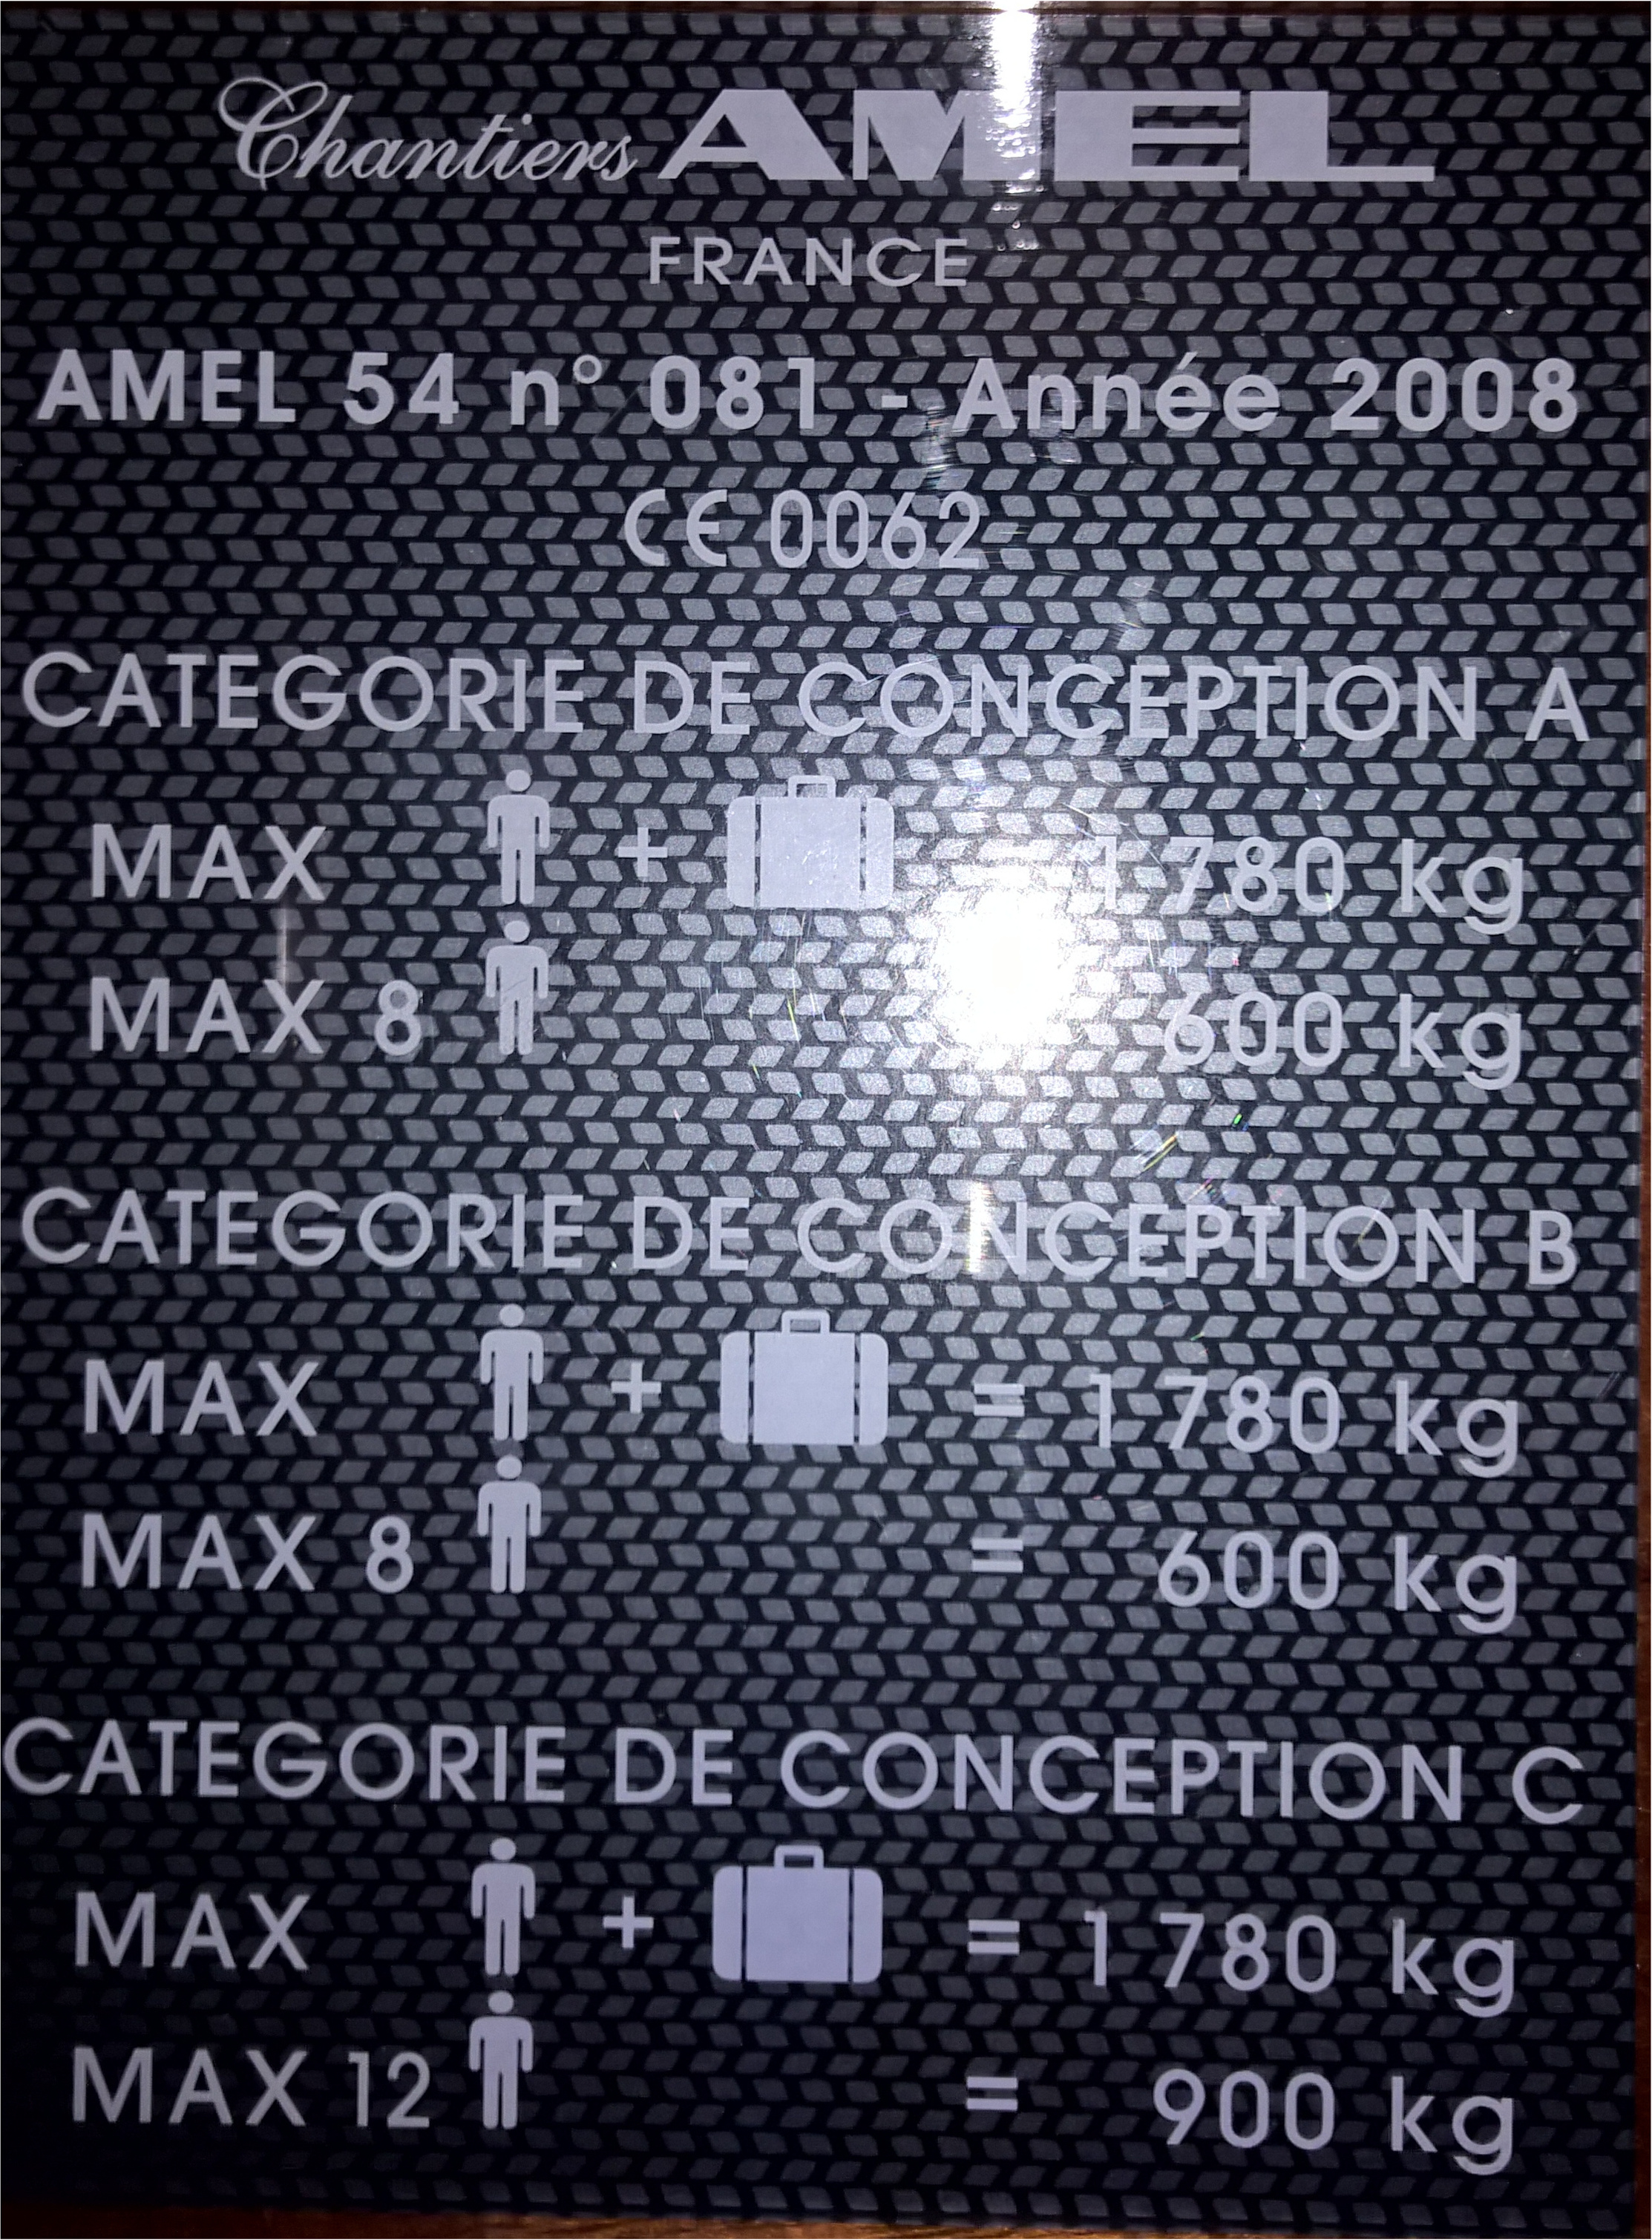 Chantiers AMEL
FRANCE
AMEL 54 n° 081 - Année 2008
CE 0062
CATEGORIE DE CONCEPTION A
MAX + = 1 780 kg
MAX 8 600 kg
CATEGORIE DE CONCEPTION B
MAX + = 1 780 kg
MAX 8 = 600 kg
CATEGORIE DE CONCEPTION C
MAX + = 1 780 kg
MAX 12 = 900 kg